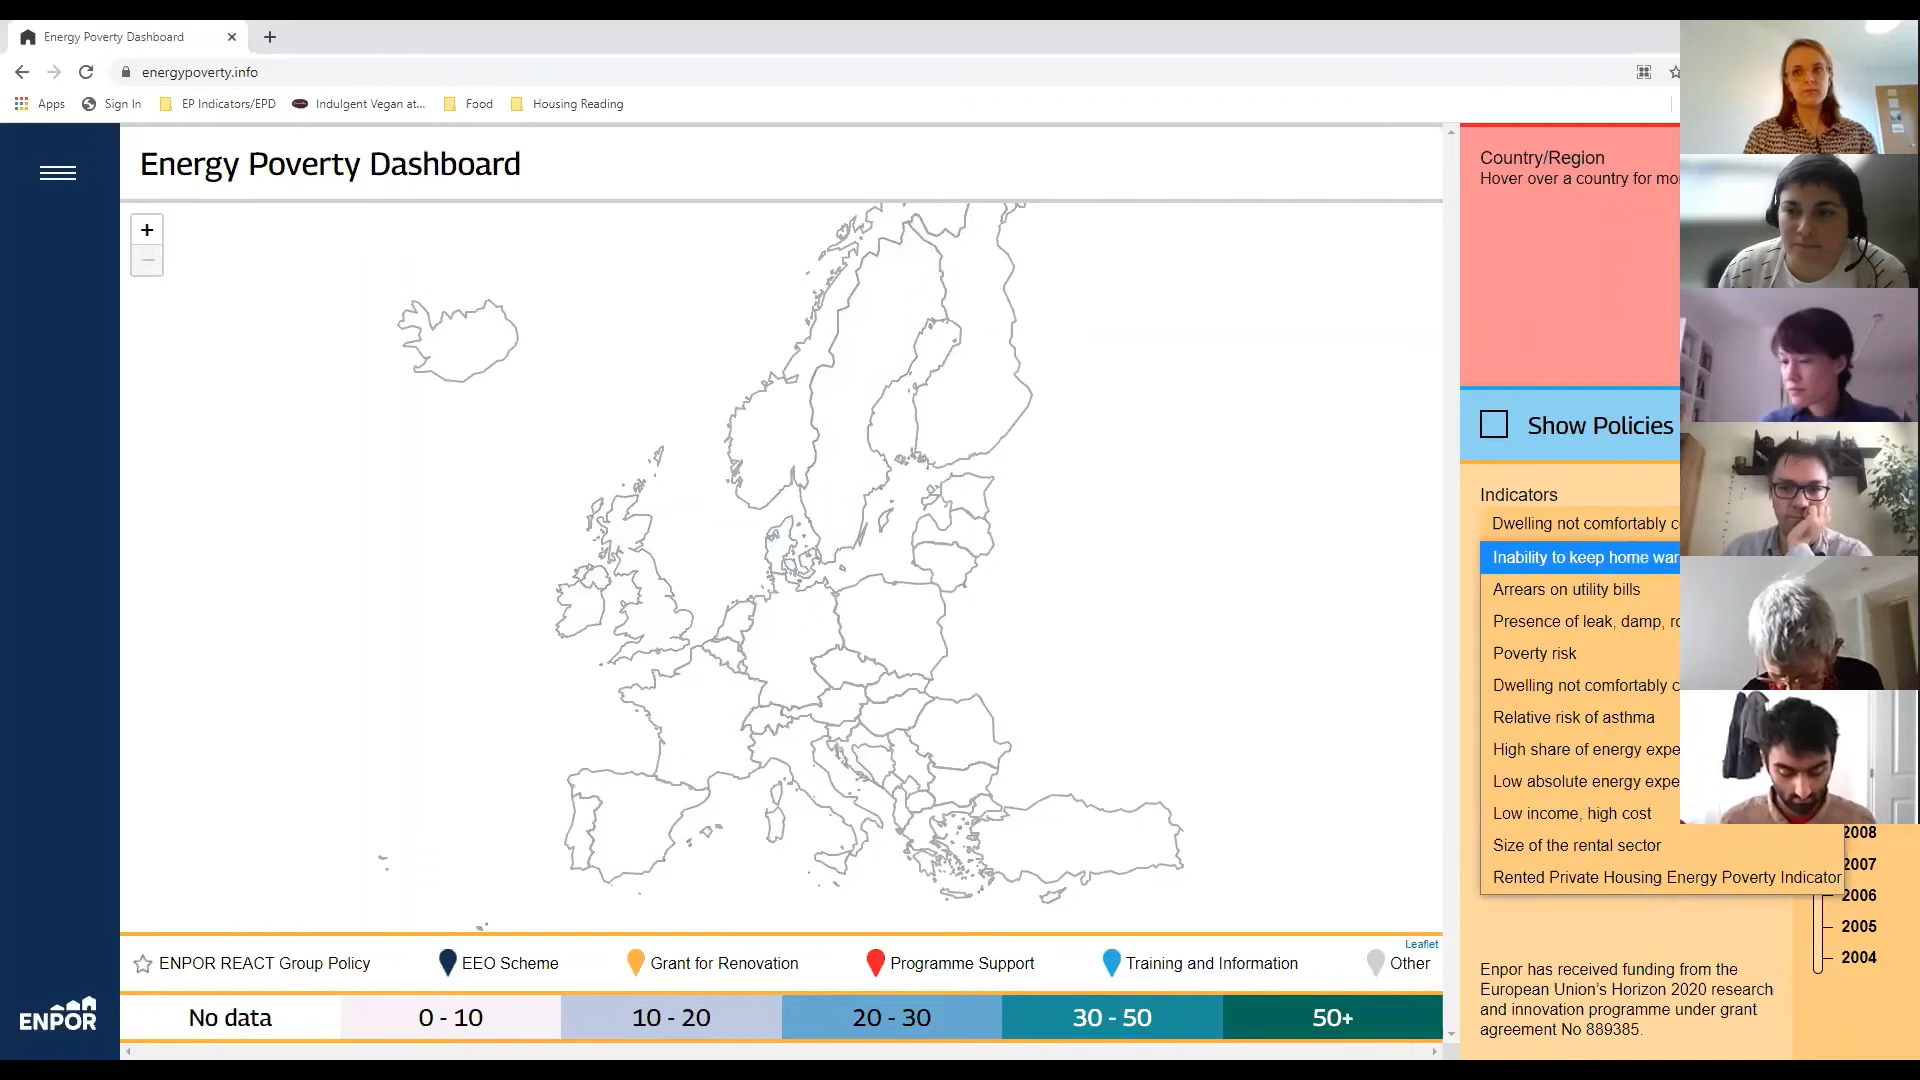 Energy Poverty Dashboard
energypoverty.info
Apps
Sign In
EP Indicators/EPD
Indulgent Vegan at...
Food
Housing Reading
Energy Poverty Dashboard
+
−
Country/Region
Hover over a country for mo
Show Policies
Indicators
Dwelling not comfortably c
Inability to keep home war
Arrears on utility bills
Presence of leak, damp, ro
Poverty risk
Dwelling not comfortably c
Relative risk of asthma
High share of energy expe
Low absolute energy expe
Low income, high cost
Size of the rental sector
Rented Private Housing Energy Poverty Indicator
2008
2007
2006
2005
2004
Leaflet
ENPOR REACT Group Policy
EEO Scheme
Grant for Renovation
Programme Support
Training and Information
Other
No data
0 - 10
10 - 20
20 - 30
30 - 50
50+
ENPOR
Enpor has received funding from the
European Union's Horizon 2020 research
and innovation programme under grant
agreement No 889385.